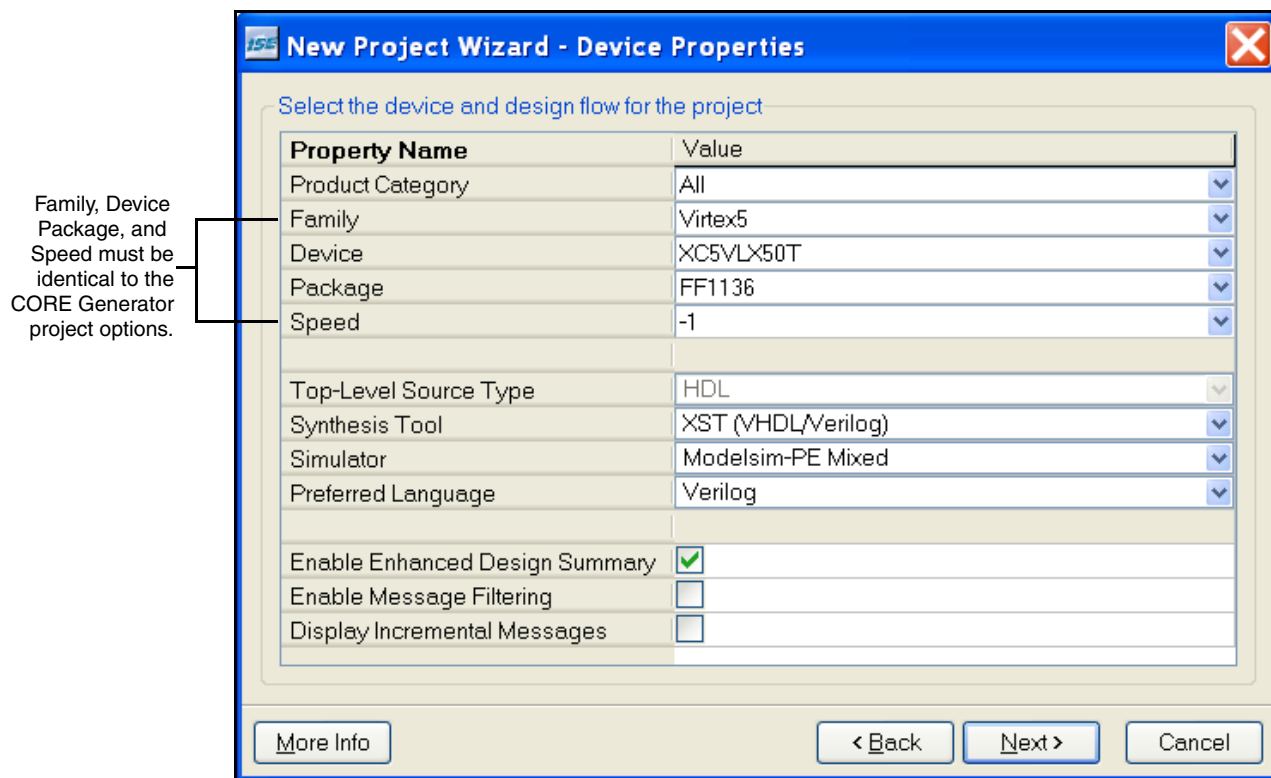 ISE New Project Wizard - Device Properties
Select the device and design flow for the project
Property Name Value
Product Category All
Family Virtex5
Device XC5VLX50T
Package FF1136
Speed -1
Top-Level Source Type HDL
Synthesis Tool XST (VHDL/Verilog)
Simulator Modelsim-PE Mixed
Preferred Language Verilog
Enable Enhanced Design Summary
Enable Message Filtering
Display Incremental Messages
More Info < Back Next > Cancel
Family, Device
Package, and
Speed must be
identical to the
CORE Generator
project options.